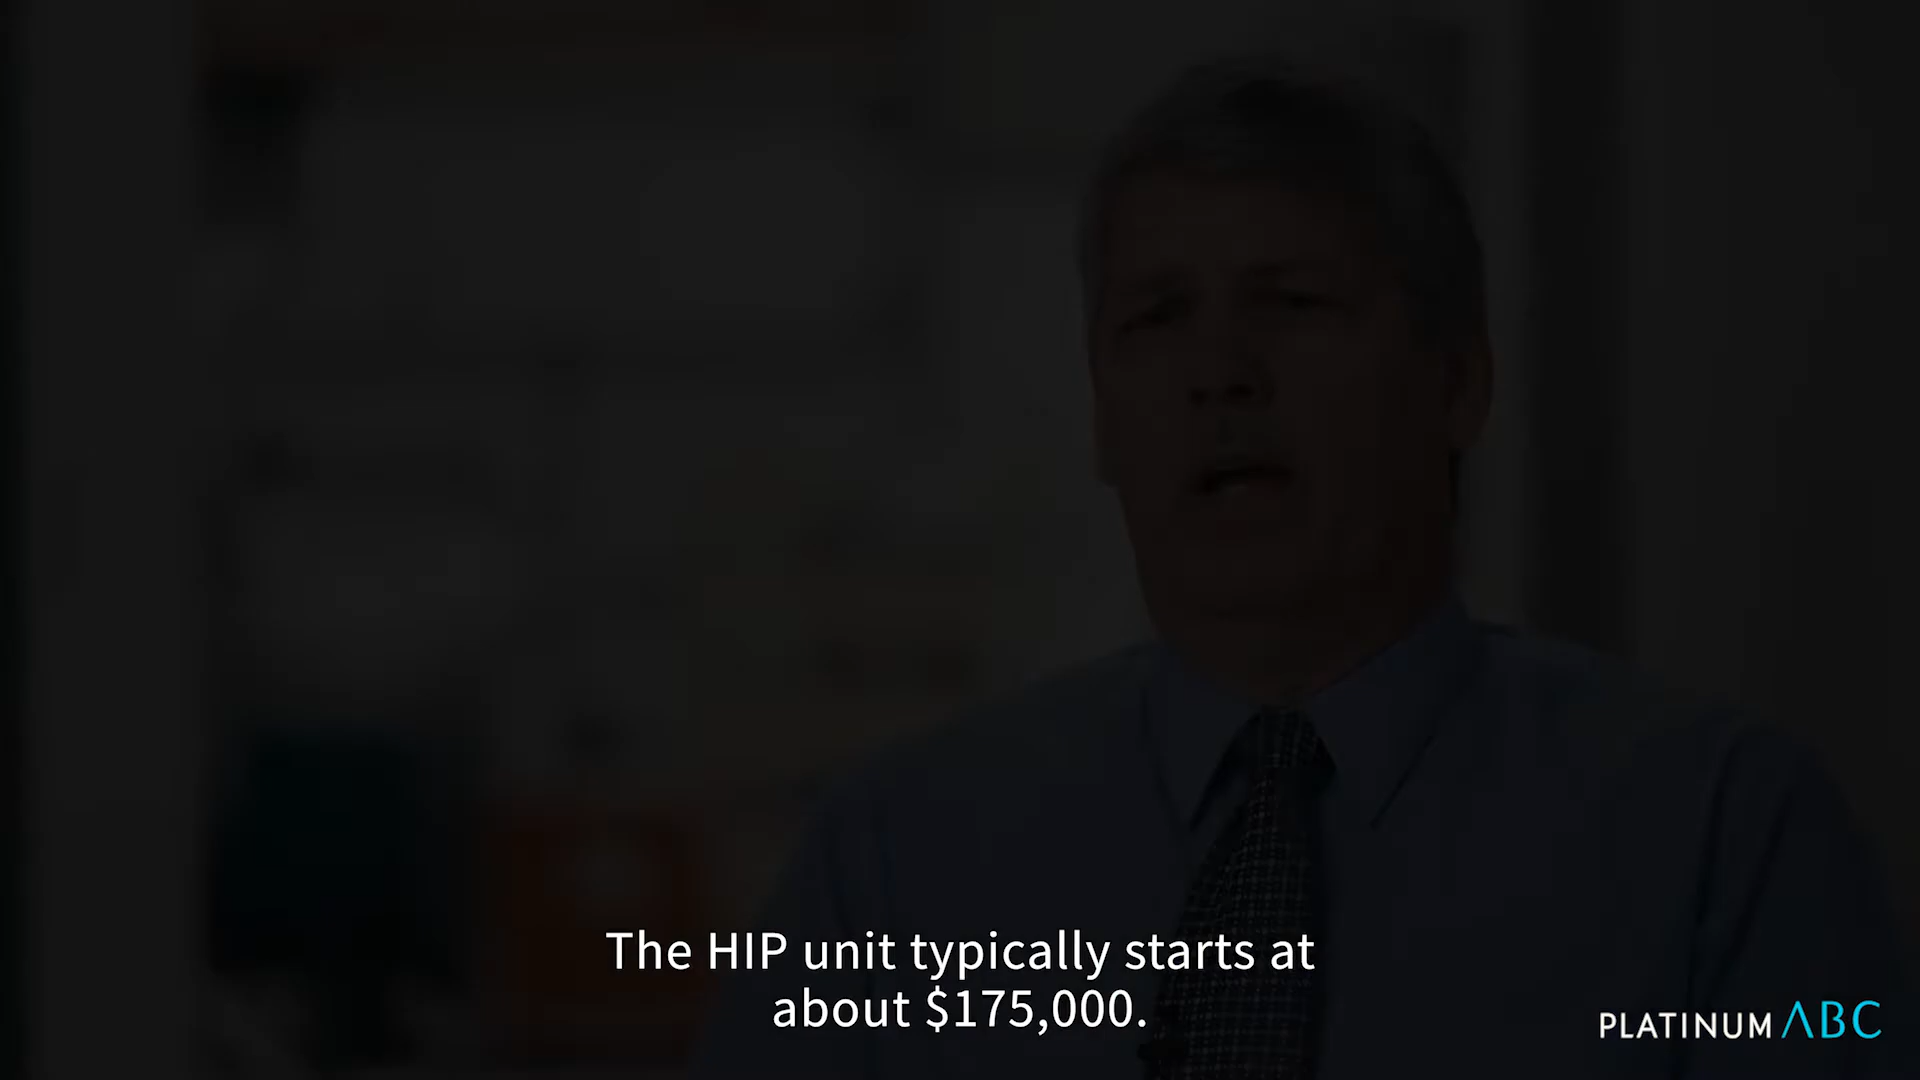 The HIP unit typically starts at
about $175,000.
PLATINUM ABC